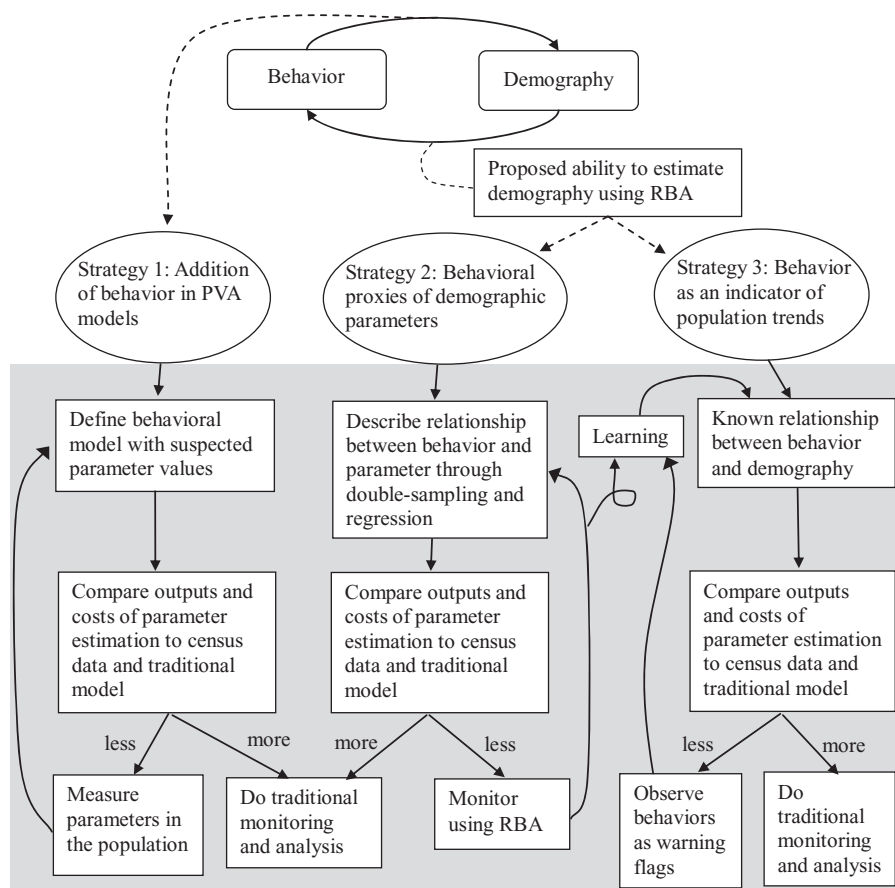 Behavior
Demography
Proposed ability to estimate
demography using RBA
Strategy 1: Addition
of behavior in PVA
models
Strategy 2: Behavioral
proxies of demographic
parameters
Strategy 3: Behavior
as an indicator of
population trends
Define behavioral
model with suspected
parameter values
Describe relationship
between behavior and
parameter through
double-sampling and
regression
Learning
Known relationship
between behavior
and demography
Compare outputs and
costs of parameter
estimation to census
data and traditional
model
Compare outputs and
costs of parameter
estimation to census
data and traditional
model
Compare outputs
and costs of
parameter estimation
to census data and
traditional model
less
more
more
less
less
more
Measure
parameters in
the population
Do traditional
monitoring
and analysis
Monitor
using RBA
Observe
behaviors
as warning
flags
Do
traditional
monitoring
and analysis